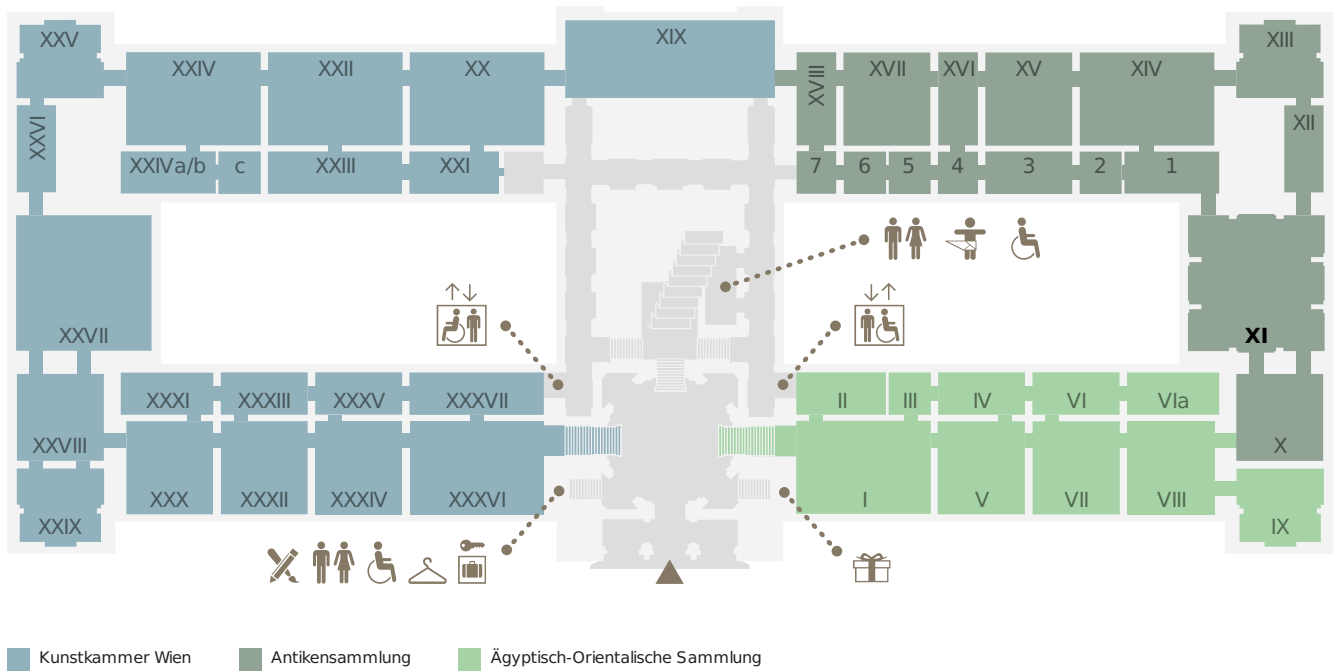 XXV
XIX
XIII
XXIV
XXII
XX
XVIII
XVII
XVI
XV
XIV
XXVI
XII
XXIVa/b
c
XXIII
XXI
7
6
5
4
3
2
1
XXVII
XI
XXXI
XXXIII
XXXV
XXXVII
II
III
IV
VI
VIa
XXVIII
X
XXX
XXXII
XXXIV
XXXVI
I
V
VII
VIII
XXIX
IX
Kunstkammer Wien
Antikensammlung
Ägyptisch-Orientalische Sammlung